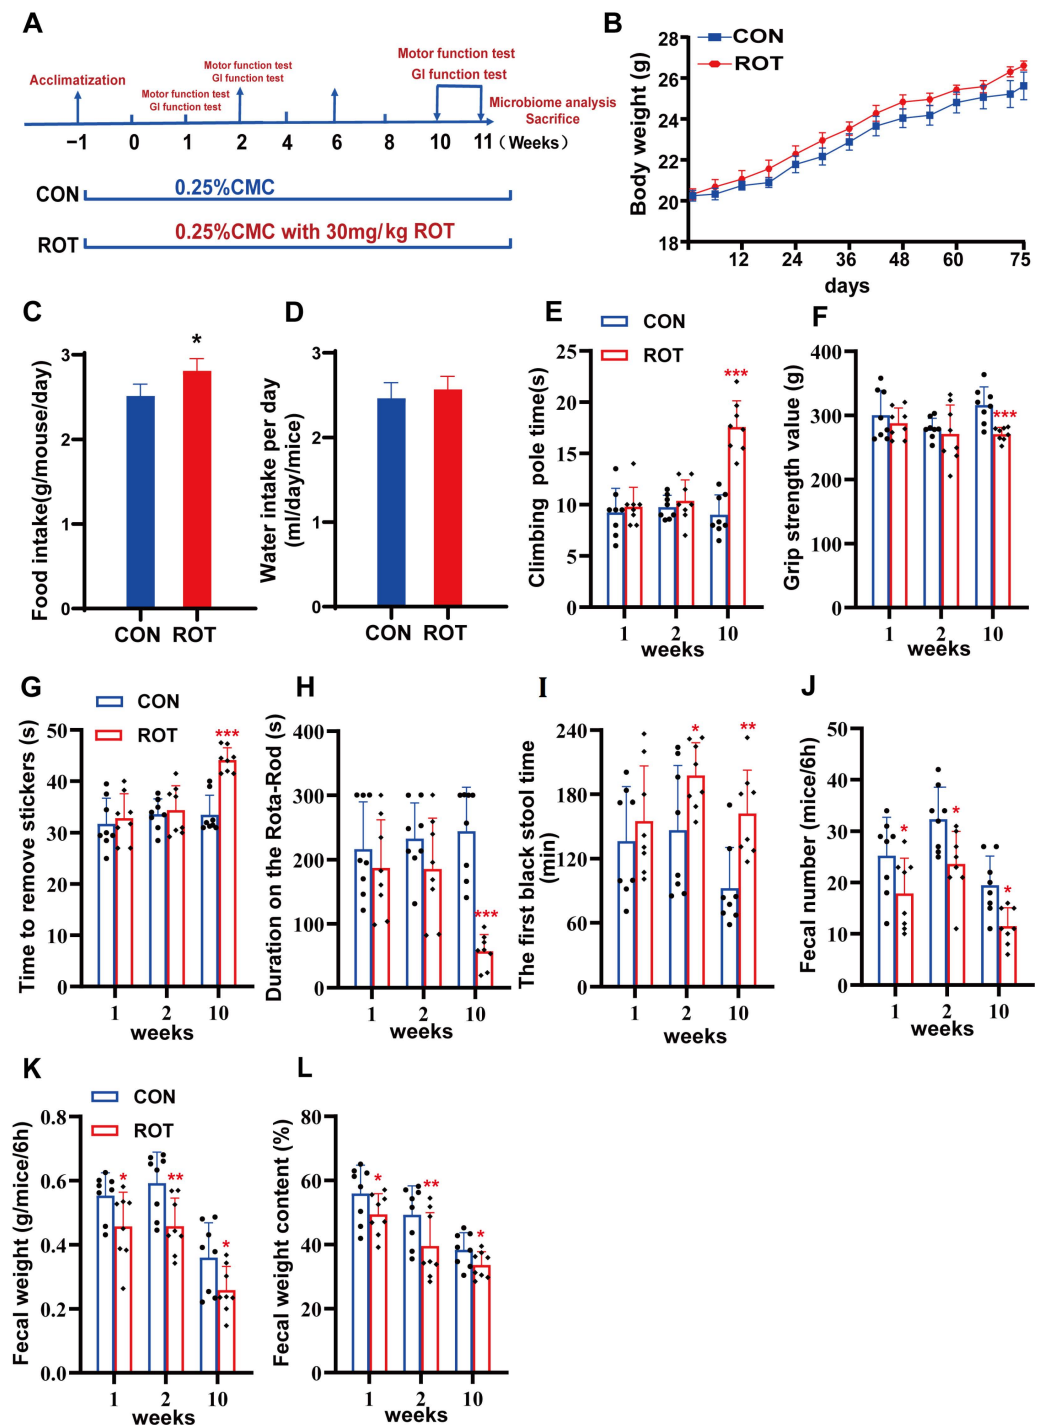 A
Acclimatization
Motor function test
GI function test
Motor function test
GI function test
Motor function test
GI function test
Microbiome analysis
Sacrifice
−1 0 1 2 4 6 8 10 11 (Weeks)
CON 0.25%CMC
ROT 0.25%CMC with 30mg/kg ROT
B
Body weight (g)
CON
ROT
28
26
24
22
20
18
12 24 36 48 60 75
days
C
Food intake(g/mouse/day)
3
2
1
0
*
CON ROT
D
Water intake per day
(ml/day/mice)
3
2
1
0
CON ROT
E
CON
ROT
Climbing pole time(s)
25
20
15
10
5
0
***
1 2 10
weeks
F
Grip strength value (g)
400
300
200
100
0
***
1 2 10
weeks
G
CON
ROT
Time to remove stickers (s)
50
40
30
20
10
0
***
1 2 10
weeks
H
Duration on the Rota-Rod (s)
400
300
200
100
0
***
1 2 10
weeks
I
The first black stool time
(min)
240
180
120
60
0
* **
1 2 10
weeks
J
Fecal number (mice/6h)
50
40
30
20
10
0
* * *
1 2 10
weeks
K
CON
ROT
Fecal weight (g/mice/6h)
0.8
0.6
0.4
0.2
0.0
* ** *
1 2 10
weeks
L
Fecal weight content (%)
80
60
40
20
0
* ** *
1 2 10
weeks